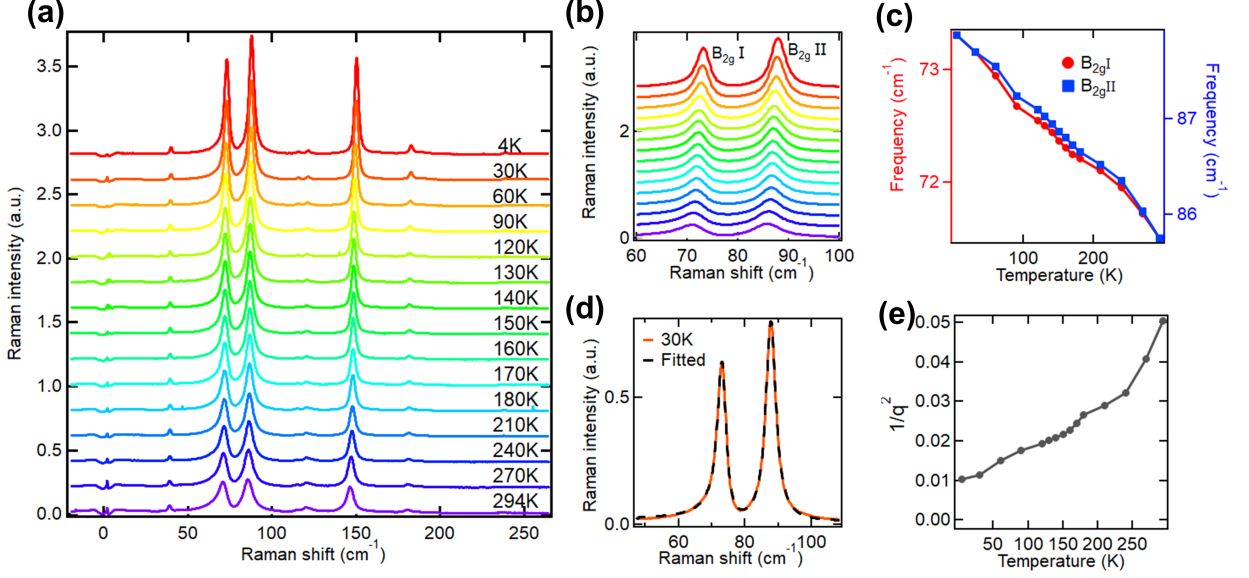 (a)
Raman intensity (a.u.)
3.5
3.0
2.5
2.0
1.5
1.0
0.5
0.0
4K
30K
60K
90K
120K
130K
140K
150K
160K
170K
180K
210K
240K
270K
294K
0
50
100
150
200
250
Raman shift (cm⁻¹)
(b)
Raman intensity (a.u.)
2
0
B₂g I
B₂g II
60
70
80
90
100
Raman shift (cm⁻¹)
(c)
Frequency (cm⁻¹)
73
72
B₂gI
B₂gII
87
86
Frequency (cm⁻¹)
100
200
Temperature (K)
(d)
Raman intensity (a.u.)
0.5
0.0
30K
Fitted
60
80
100
Raman shift (cm⁻¹)
(e)
1/q²
0.05
0.04
0.03
0.02
0.01
0.00
50
100
150
200
250
Temperature (K)